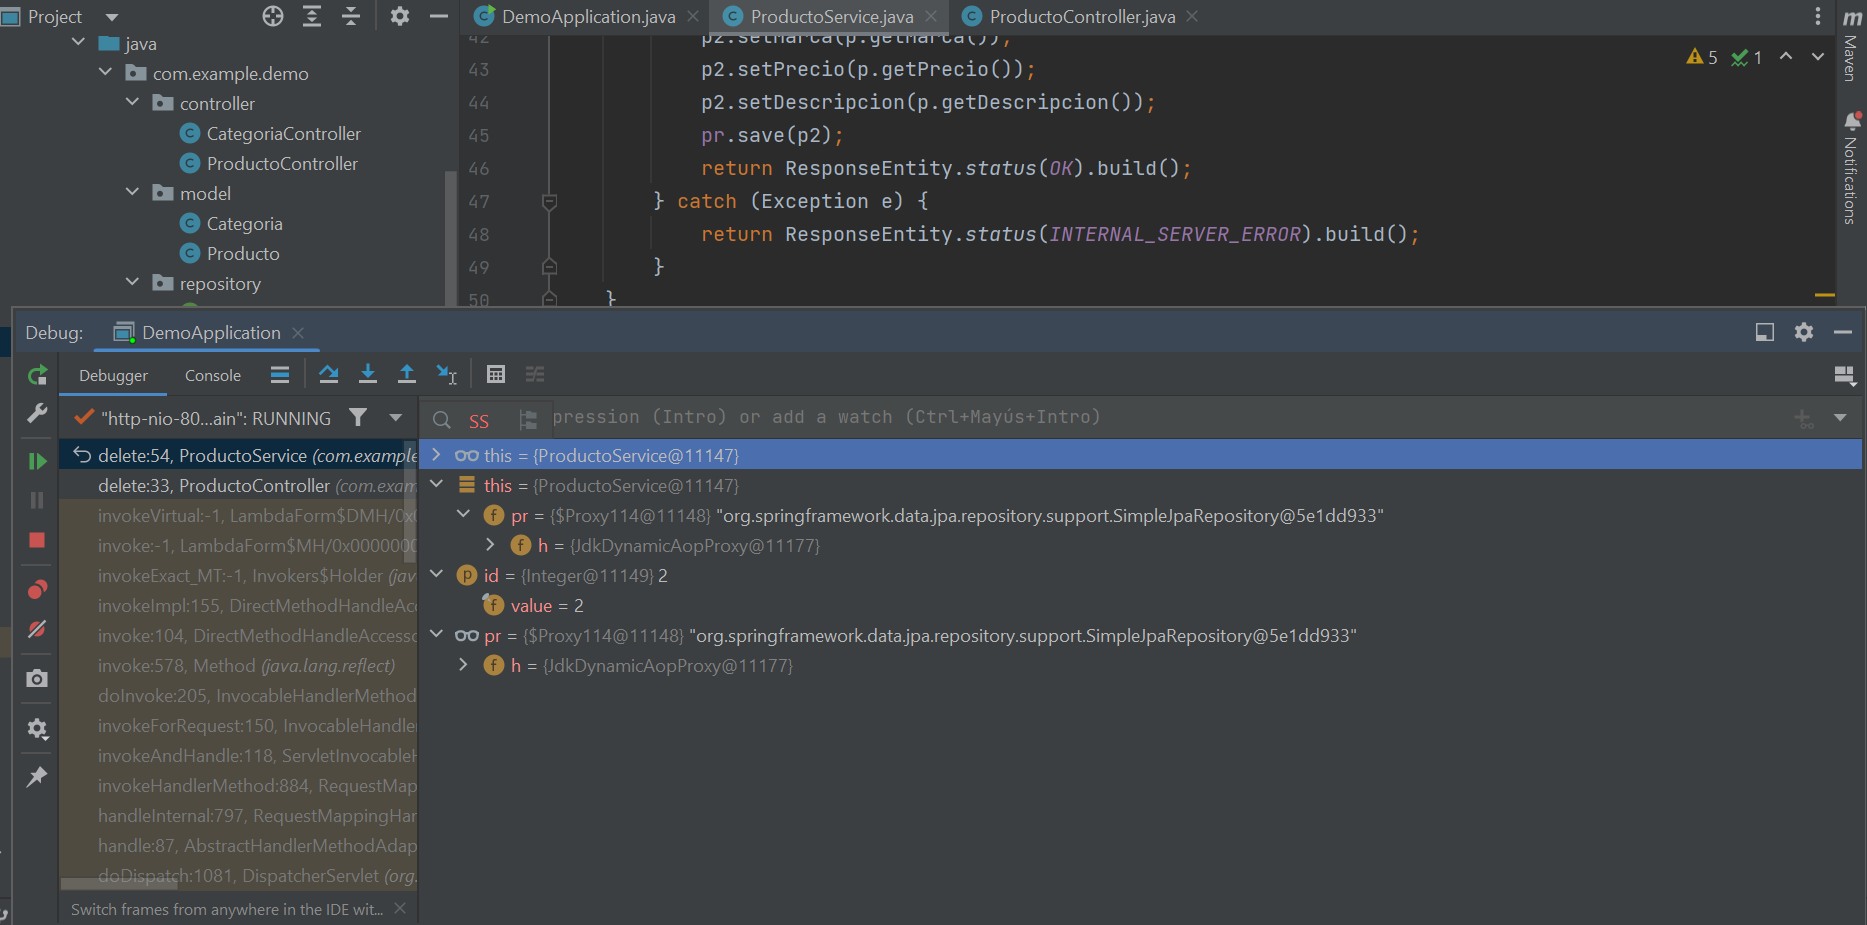 Project
java
com.example.demo
controller
CategoriaController
ProductoController
model
Categoria
Producto
repository
DemoApplication.java
ProductoService.java
ProductoController.java
42 p2.setMarca(p.getMarca());
43 p2.setPrecio(p.getPrecio());
44 p2.setDescripcion(p.getDescripcion());
45 pr.save(p2);
46 return ResponseEntity.status(OK).build();
47 } catch (Exception e) {
48 return ResponseEntity.status(INTERNAL_SERVER_ERROR).build();
49 }
50 }
5 1
m Maven
Notifications
Debug: DemoApplication
Debugger Console
"http-nio-80...ain": RUNNING
SS pression (Intro) or add a watch (Ctrl+Mayús+Intro)
delete:54, ProductoService (com.example
delete:33, ProductoController (com.exam
invokeVirtual:-1, LambdaForm$DMH/0x0
invoke:-1, LambdaForm$MH/0x0000000
invokeExact_MT:-1, Invokers$Holder (jav
invokeImpl:155, DirectMethodHandleAcc
invoke:104, DirectMethodHandleAccesso
invoke:578, Method (java.lang.reflect)
doInvoke:205, InvocableHandlerMethod
invokeForRequest:150, InvocableHandler
invokeAndHandle:118, ServletInvocableH
invokeHandlerMethod:884, RequestMap
handleInternal:797, RequestMappingHan
handle:87, AbstractHandlerMethodAdap
doDispatch:1081, DispatcherServlet (org.
Switch frames from anywhere in the IDE wit...
this = {ProductoService@11147}
this = {ProductoService@11147}
f pr = {$Proxy114@11148} "org.springframework.data.jpa.repository.support.SimpleJpaRepository@5e1dd933"
f h = {JdkDynamicAopProxy@11177}
p id = {Integer@11149} 2
f value = 2
pr = {$Proxy114@11148} "org.springframework.data.jpa.repository.support.SimpleJpaRepository@5e1dd933"
f h = {JdkDynamicAopProxy@11177}